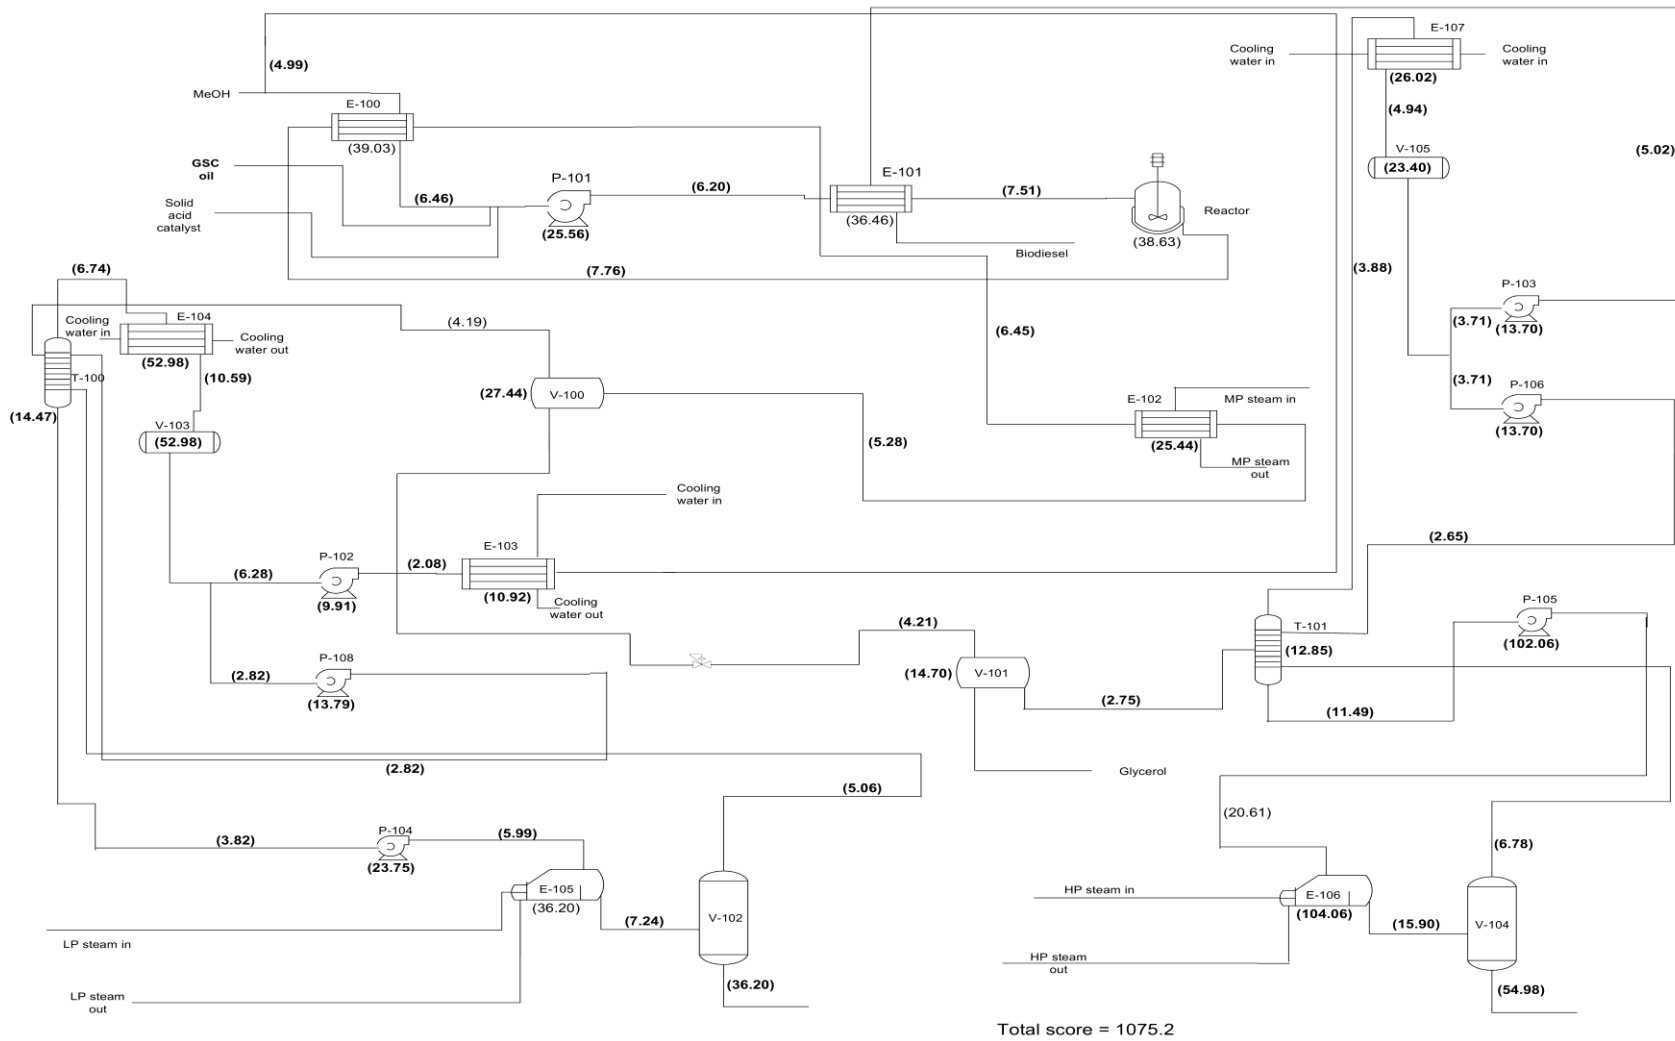 E-107
Cooling
water in
Cooling
water in
(26.02)
(4.99)
(4.94)
MeOH
E-100
(39.03)
V-105
(23.40)
(5.02)
GSC
oil
P-101
(6.20)
E-101
(7.51)
(6.46)
Solid
acid
catalyst
(25.56)
(36.46)
Reactor
(38.63)
Biodiesel
(6.74)
(7.76)
(3.88)
P-103
Cooling
water in
E-104
Cooling
water out
(4.19)
(6.45)
(3.71)
(13.70)
(52.98)
(10.59)
T-100
(14.47)
(27.44)
V-100
E-102
MP steam in
(3.71)
P-106
(13.70)
V-103
(52.98)
(5.28)
(25.44)
MP steam
out
Cooling
water in
(2.65)
P-102
(2.08)
E-103
(6.28)
(9.91)
(10.92)
Cooling
water out
P-105
(4.21)
T-101
(12.85)
(102.06)
P-108
(2.82)
(13.79)
(14.70)
V-101
(2.75)
(11.49)
(2.82)
Glycerol
(5.06)
(20.61)
P-104
(3.82)
(5.99)
(23.75)
(6.78)
E-105
(36.20)
HP steam in
E-106
(104.06)
V-102
(7.24)
(15.90)
V-104
LP steam in
HP steam
out
(36.20)
(54.98)
LP steam
out
Total score = 1075.2